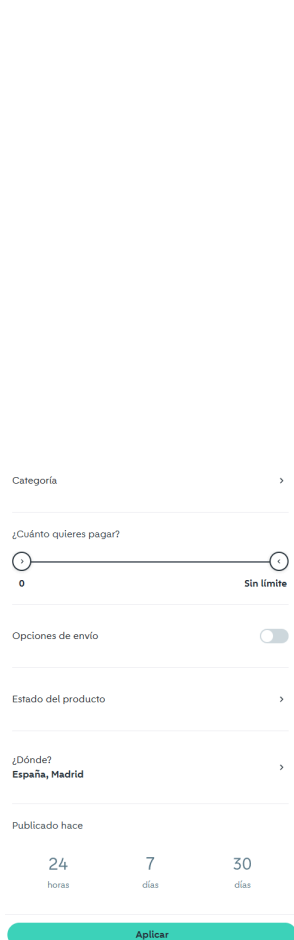 Categoría
¿Cuánto quieres pagar?
0 Sin límite
Opciones de envío
Estado del producto
¿Dónde?
España, Madrid
Publicado hace
24 7 30
horas días días
Aplicar